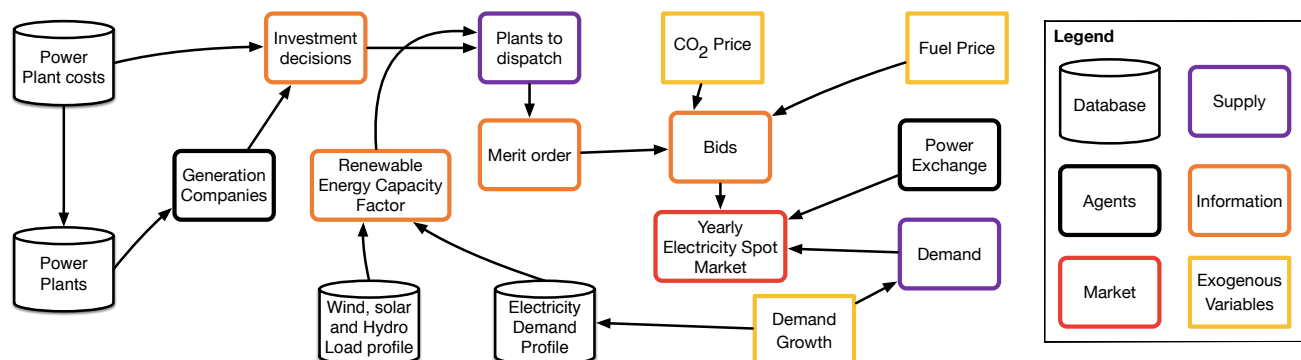 Power
Plant costs
Investment
decisions
Plants to
dispatch
CO2 Price
Fuel Price
Generation
Companies
Renewable
Energy Capacity
Factor
Merit order
Bids
Power
Exchange
Power
Plants
Yearly
Electricity Spot
Market
Demand
Wind, solar
and Hydro
Load profile
Electricity
Demand
Profile
Demand
Growth
Legend
Database
Supply
Agents
Information
Market
Exogenous
Variables